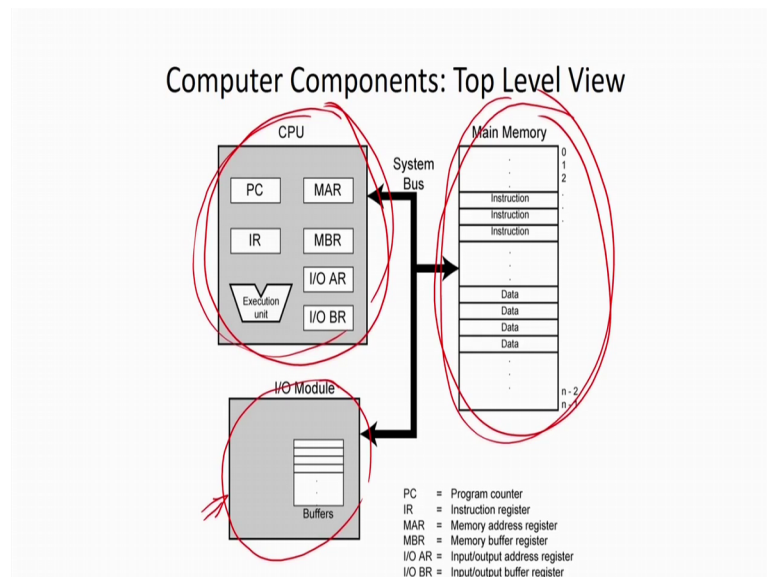 Computer Components: Top Level View
CPU
PC
MAR
IR
MBR
I/O AR
Execution
unit
I/O BR
System
Bus
Main Memory
0
1
2
.
.
.
Instruction
Instruction
Instruction
.
.
.
Data
Data
Data
Data
.
.
.
n - 2
n - 1
I/O Module
.
.
.
Buffers
PC = Program counter
IR = Instruction register
MAR = Memory address register
MBR = Memory buffer register
I/O AR = Input/output address register
I/O BR = Input/output buffer register